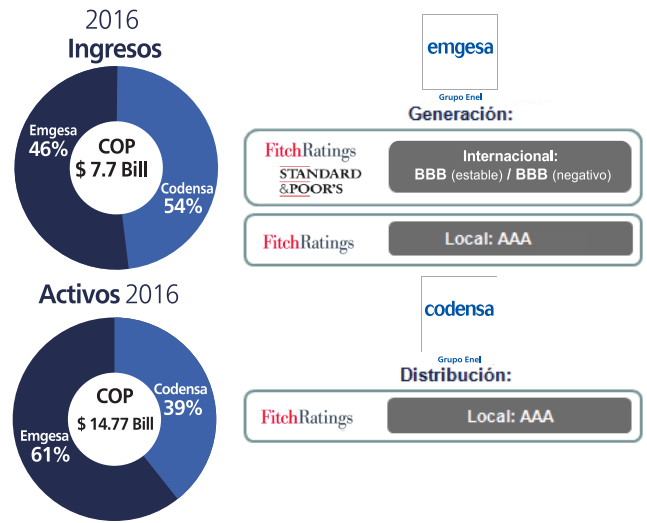 2016
Ingresos
Emgesa
46%
COP
$ 7.7 Bill
Codensa
54%
Activos 2016
COP
$ 14.77 Bill
Codensa
39%
Emgesa
61%
emgesa
Grupo Enel
Generación:
FitchRatings
STANDARD
&POOR'S
Internacional:
BBB (estable) / BBB (negativo)
FitchRatings
Local: AAA
codensa
Grupo Enel
Distribución:
FitchRatings
Local: AAA